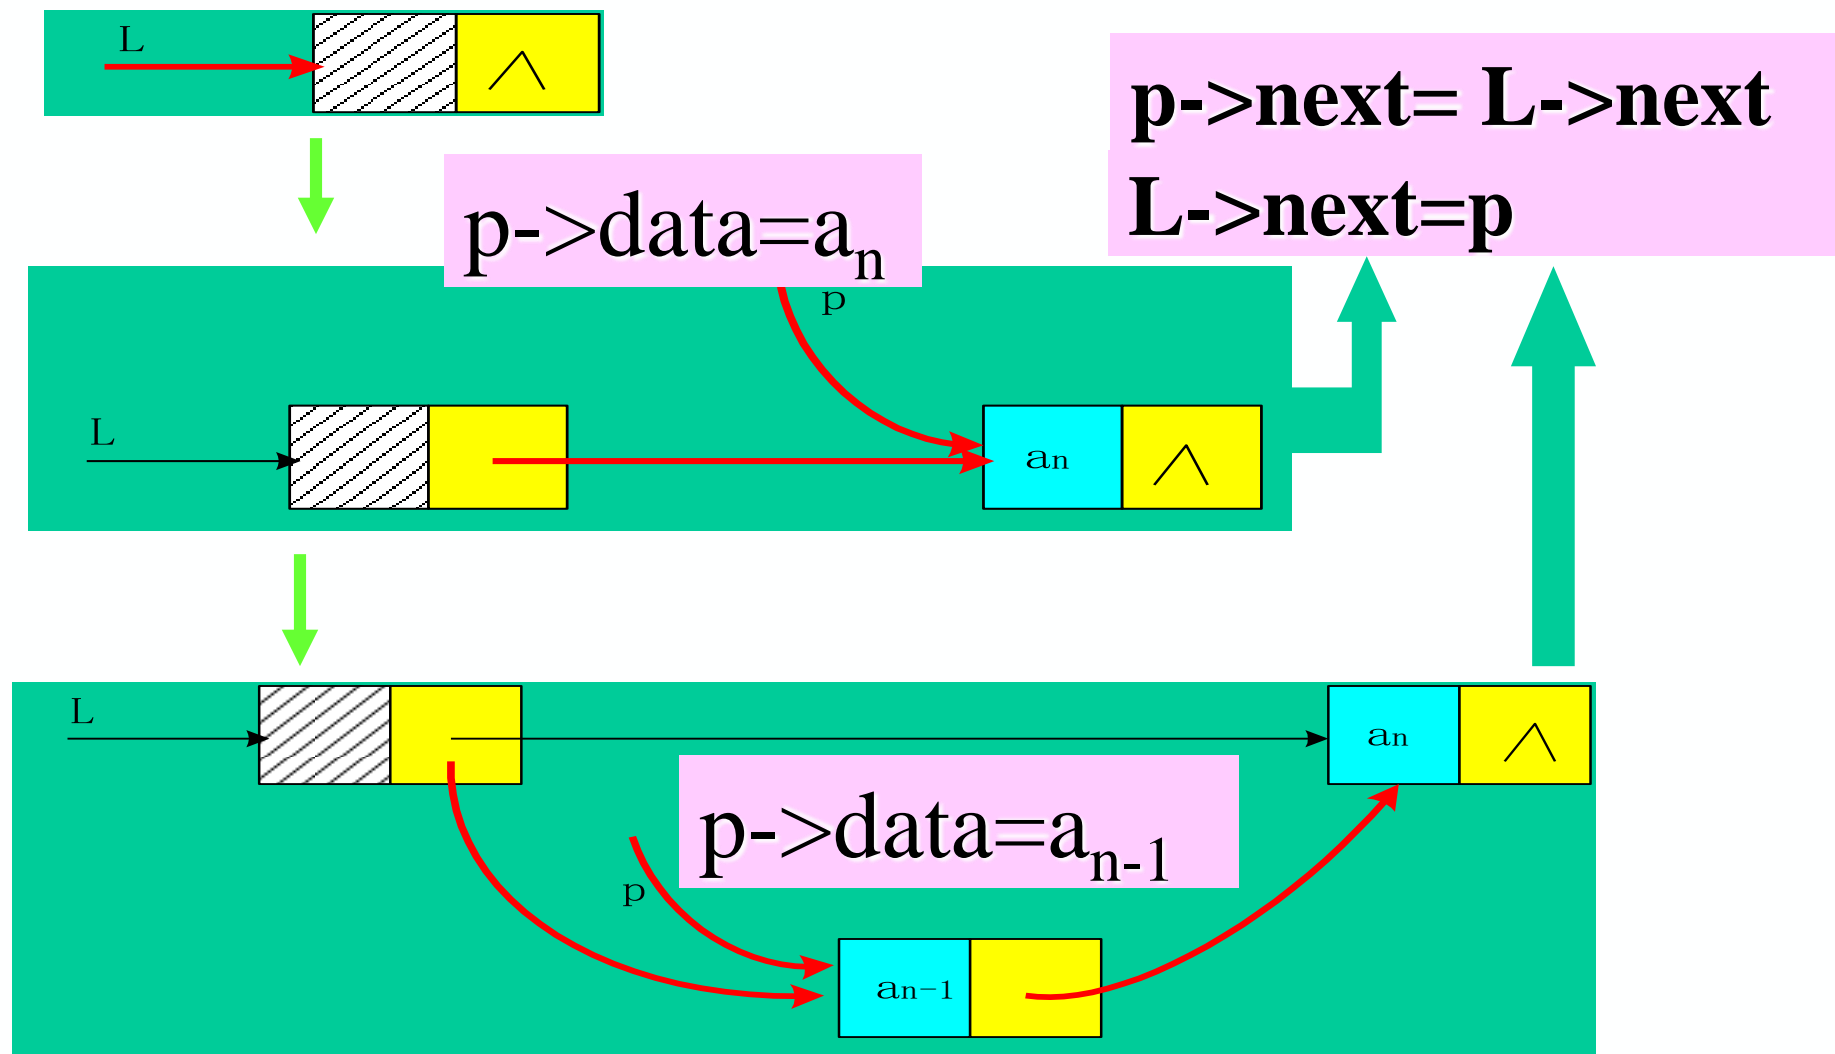 L
∧
p->next= L->next
L->next=p
p->data=aₙ
p
L
aₙ
∧
L
aₙ
∧
p->data=aₙ₋₁
p
aₙ₋₁